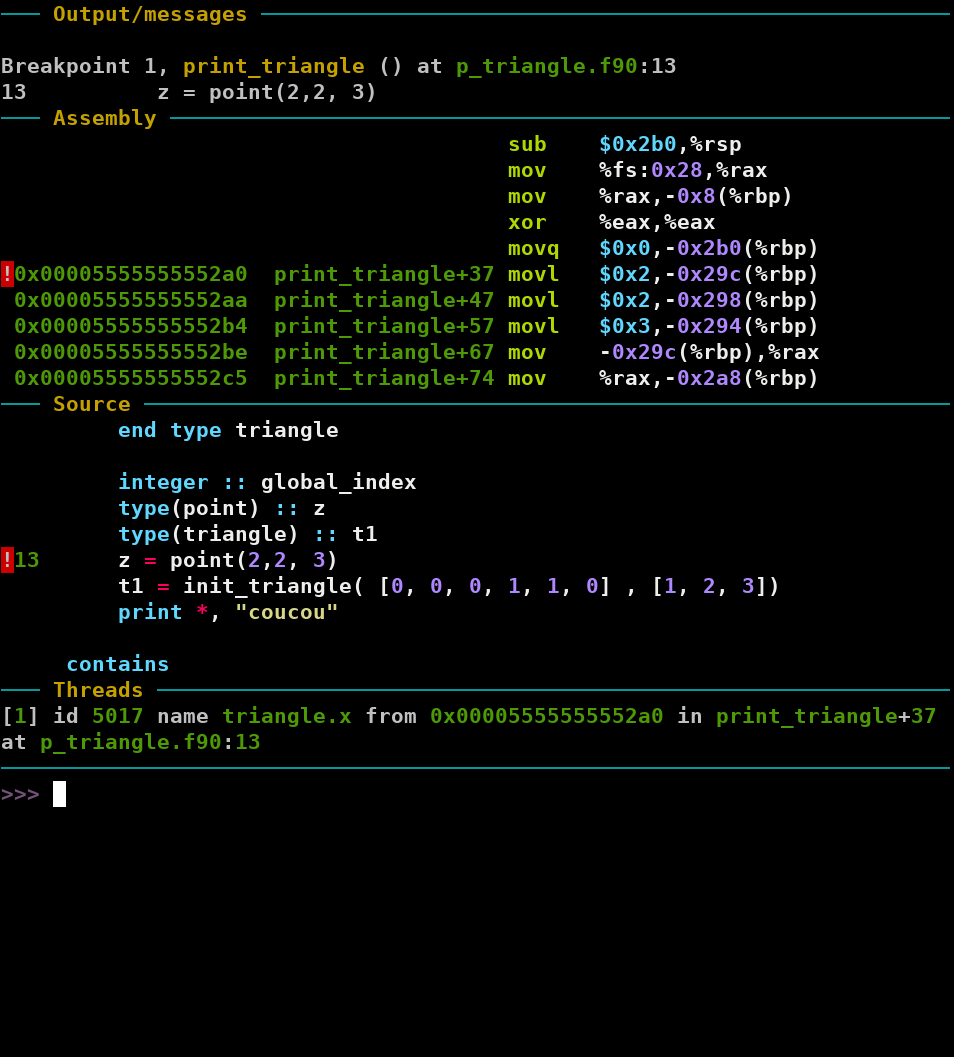 Output/messages
Breakpoint 1, print_triangle () at p_triangle.f90:13
13          z = point(2,2, 3)
Assembly
sub    $0x2b0,%rsp
mov    %fs:0x28,%rax
mov    %rax,-0x8(%rbp)
xor    %eax,%eax
movq   $0x0,-0x2b0(%rbp)
!0x00005555555552a0  print_triangle+37 movl   $0x2,-0x29c(%rbp)
0x00005555555552aa  print_triangle+47 movl   $0x2,-0x298(%rbp)
0x00005555555552b4  print_triangle+57 movl   $0x3,-0x294(%rbp)
0x00005555555552be  print_triangle+67 mov    -0x29c(%rbp),%rax
0x00005555555552c5  print_triangle+74 mov    %rax,-0x2a8(%rbp)
Source
end type triangle
integer :: global_index
type(point) :: z
type(triangle) :: t1
!13      z = point(2,2, 3)
t1 = init_triangle( [0, 0, 0, 1, 1, 0] , [1, 2, 3])
print *, "coucou"
contains
Threads
[1] id 5017 name triangle.x from 0x00005555555552a0 in print_triangle+37
at p_triangle.f90:13
>>>